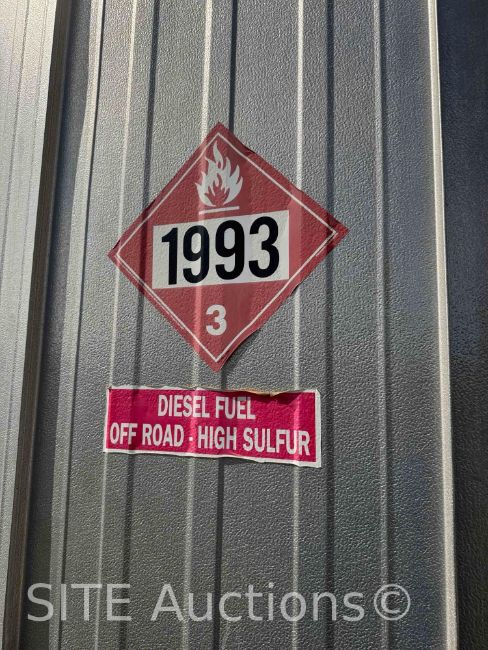 1993
3
DIESEL FUEL
OFF ROAD - HIGH SULFUR
SITE Auctions©